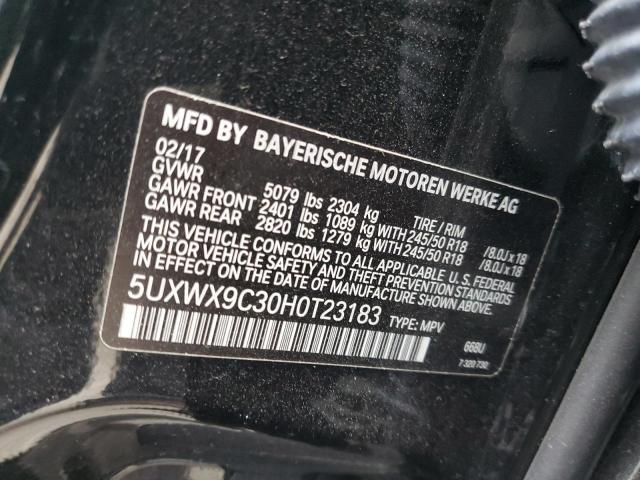 MFD BY BAYERISCHE MOTOREN WERKE AG
02/17
GVWR 5079 lbs 2304 kg TIRE / RIM
GAWR FRONT 2401 lbs 1089 kg WITH 245/50 R18 /8.0J x 18
GAWR REAR 2820 lbs 1279 kg WITH 245/50 R18 /8.0J x 18
THIS VEHICLE CONFORMS TO ALL APPLICABLE U.S. FEDERAL
MOTOR VEHICLE SAFETY AND THEFT PREVENTION STANDARDS
IN EFFECT ON THE DATE OF MANUFACTURE SHOWN ABOVE.
5UXWX9C30H0T23183 TYPE: MPV
668U
7 320 732